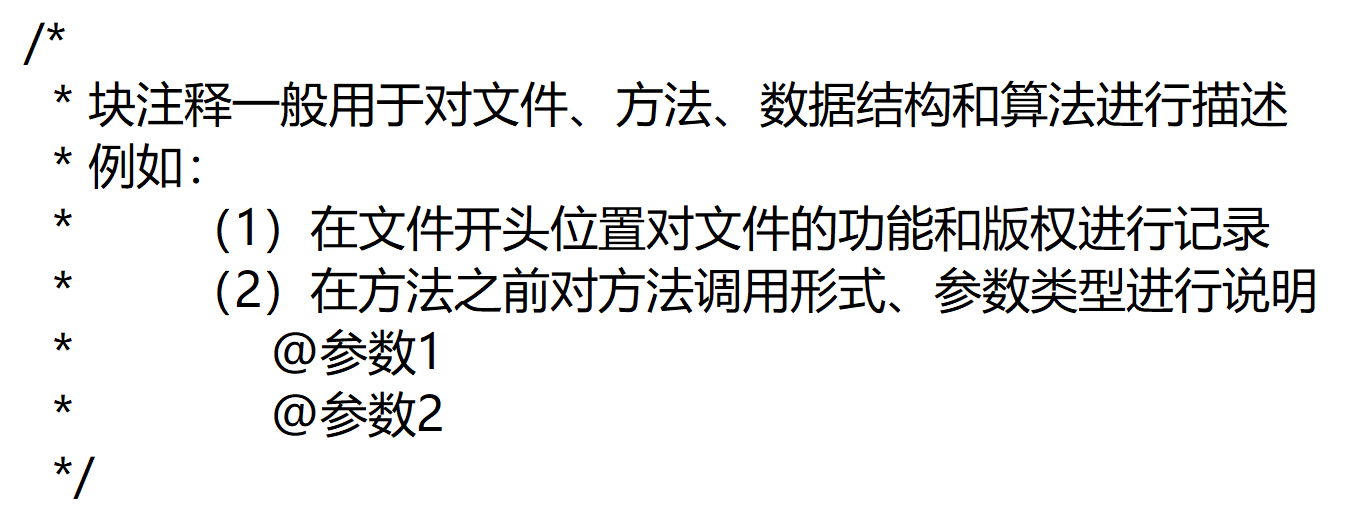 /*
* 块注释一般用于对文件、方法、数据结构和算法进行描述
* 例如：
* （1）在文件开头位置对文件的功能和版权进行记录
* （2）在方法之前对方法调用形式、参数类型进行说明
* @参数1
* @参数2
*/